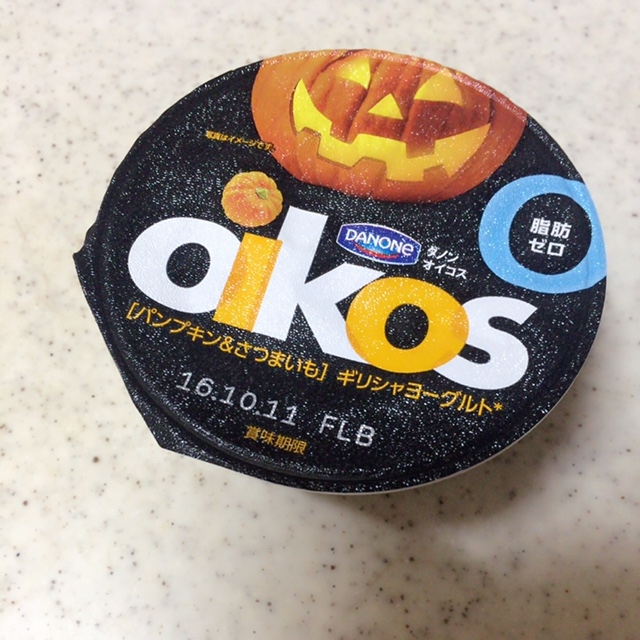 写真はイメージです。
脂肪
ゼロ
DANONE
ダノン
オイコス
oikos
[パンプキン&さつまいも] ギリシャヨーグルト*
16.10.11 FLB
賞味期限